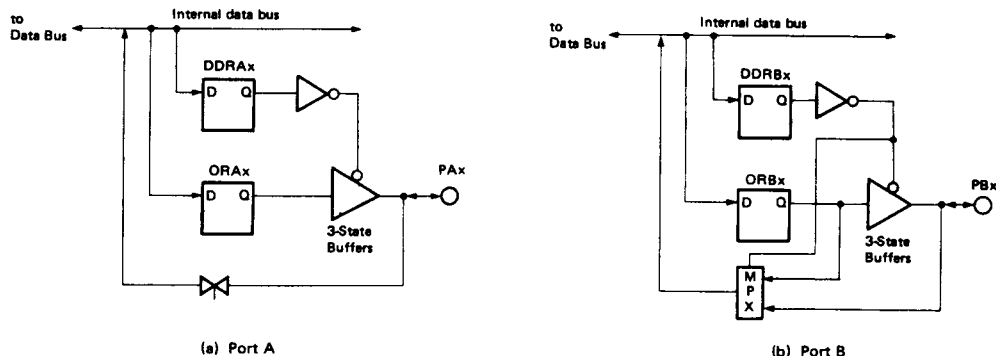 to
Data Bus
Internal data bus
DDRAx
D Q
ORAx
D Q
PAx
3-State
Buffers
(a) Port A
to
Data Bus
Internal data bus
DDRBx
D Q
ORBx
D Q
PBx
3-State
Buffers
M
P
X
(b) Port B